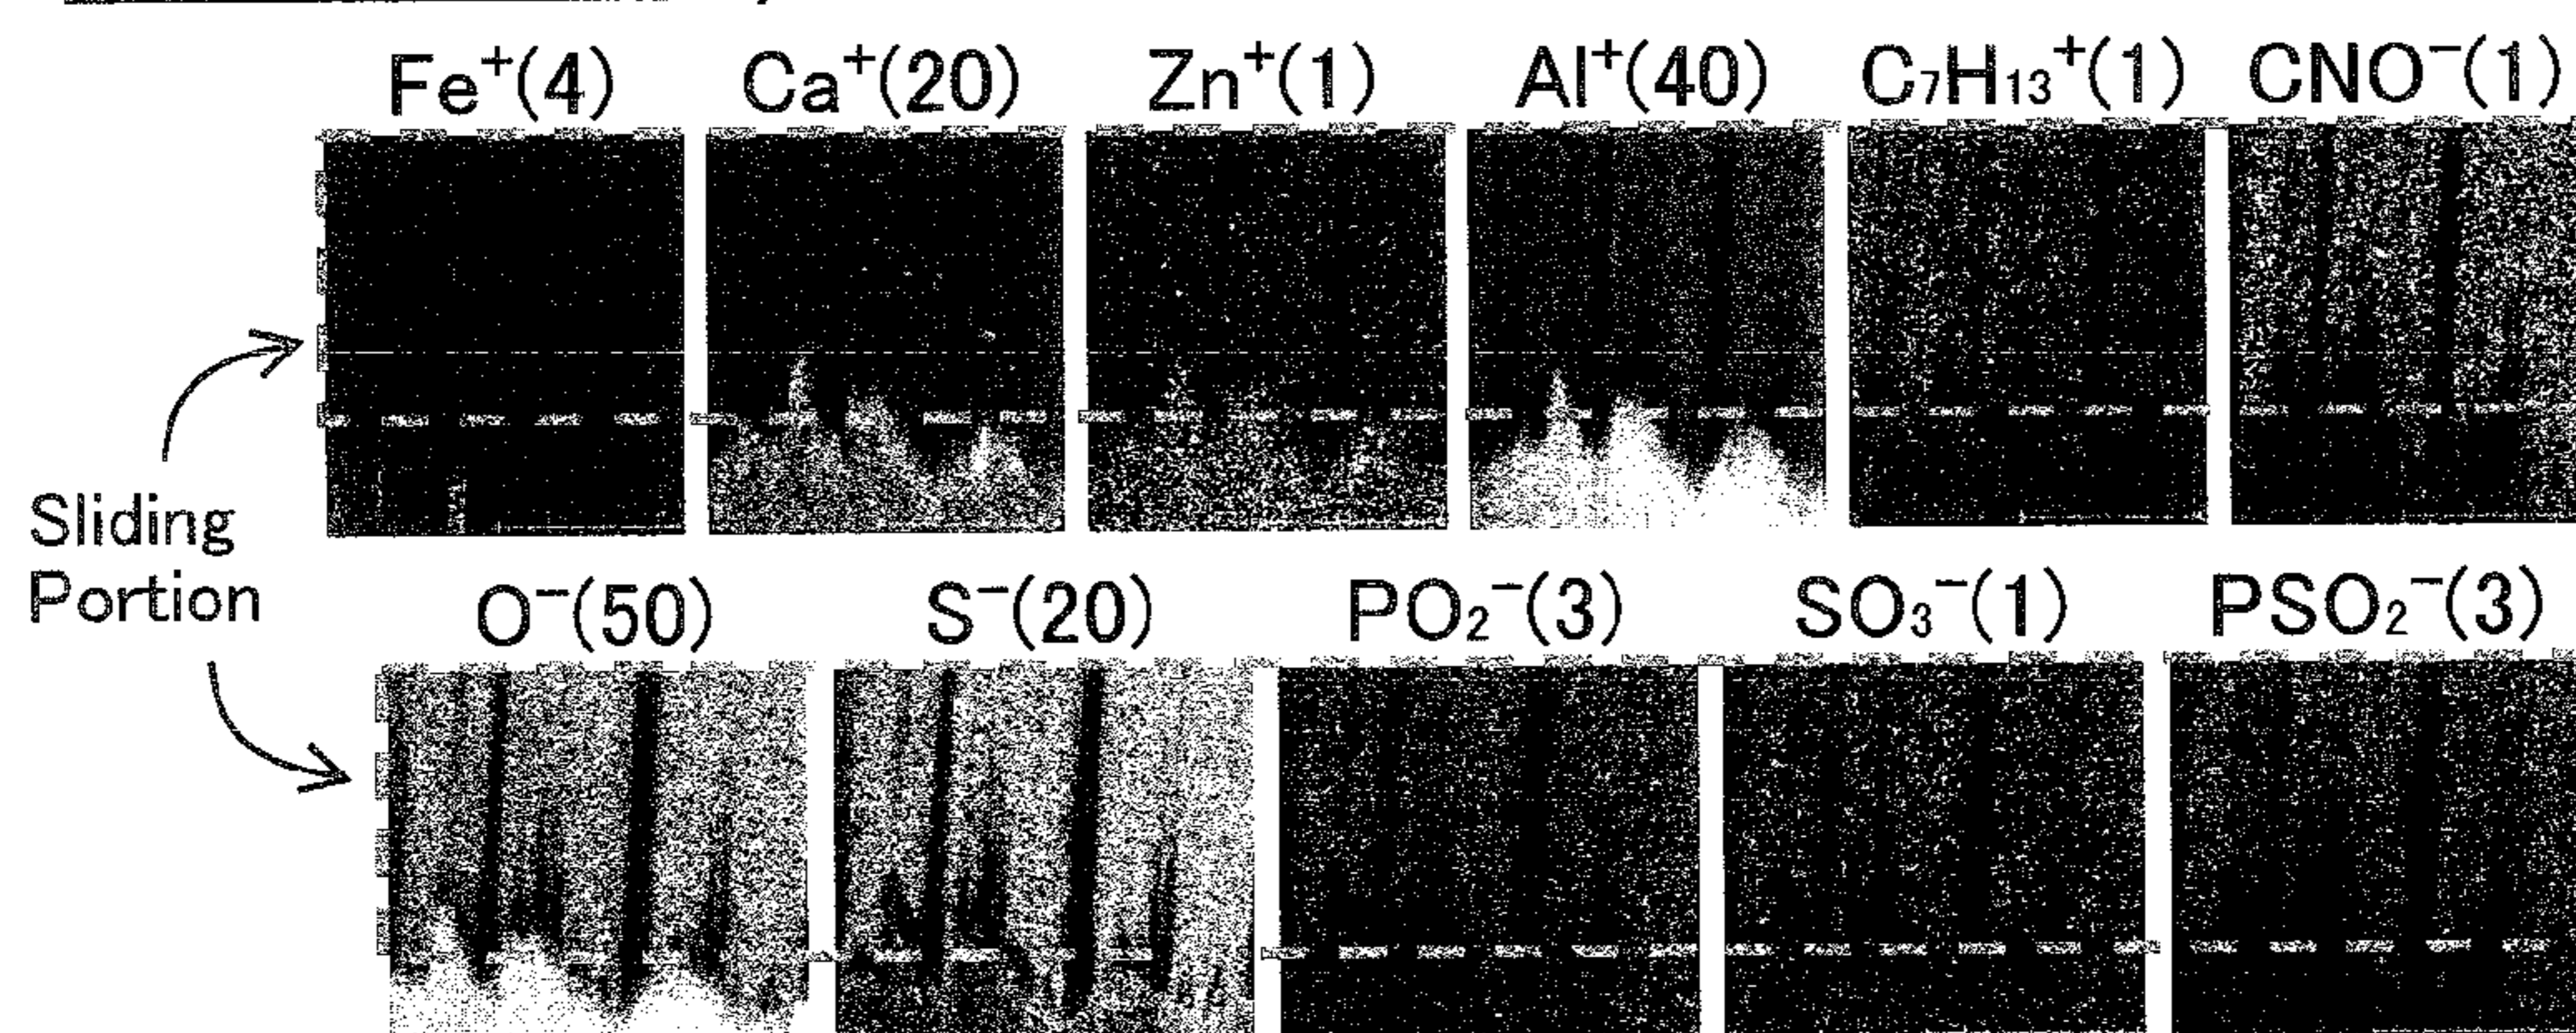 Fe⁺(4) Ca⁺(20) Zn⁺(1) Al⁺(40) C₇H₁₃⁺(1) CNO⁻(1)
Sliding
Portion
O⁻(50) S⁻(20) PO₂⁻(3) SO₃⁻(1) PSO₂⁻(3)